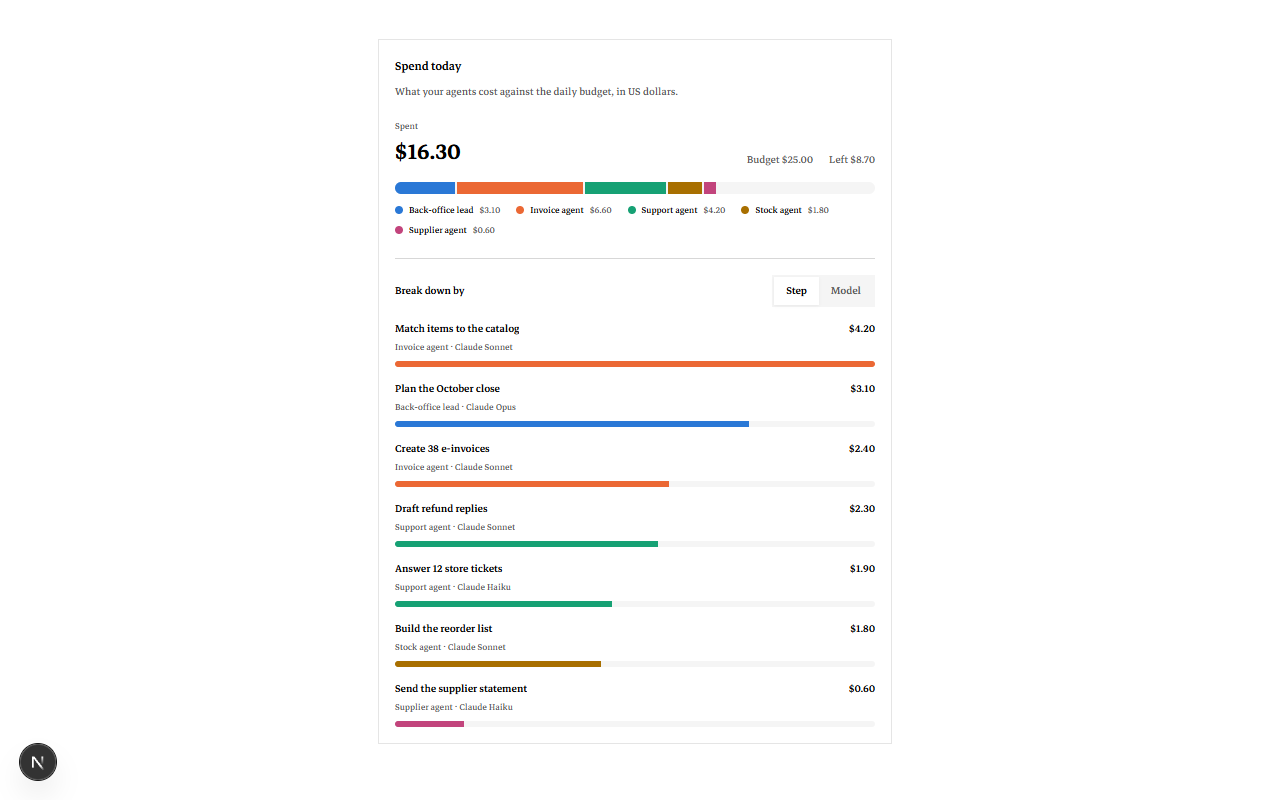 Spend today
What your agents cost against the daily budget, in US dollars.
Spent
$16.30
Budget $25.00 Left $8.70
Back-office lead $3.10 Invoice agent $6.60 Support agent $4.20 Stock agent $1.80
Supplier agent $0.60
Break down by Step Model
Match items to the catalog $4.20
Invoice agent · Claude Sonnet
Plan the October close $3.10
Back-office lead · Claude Opus
Create 38 e-invoices $2.40
Invoice agent · Claude Sonnet
Draft refund replies $2.30
Support agent · Claude Sonnet
Answer 12 store tickets $1.90
Support agent · Claude Haiku
Build the reorder list $1.80
Stock agent · Claude Sonnet
Send the supplier statement $0.60
Supplier agent · Claude Haiku
N